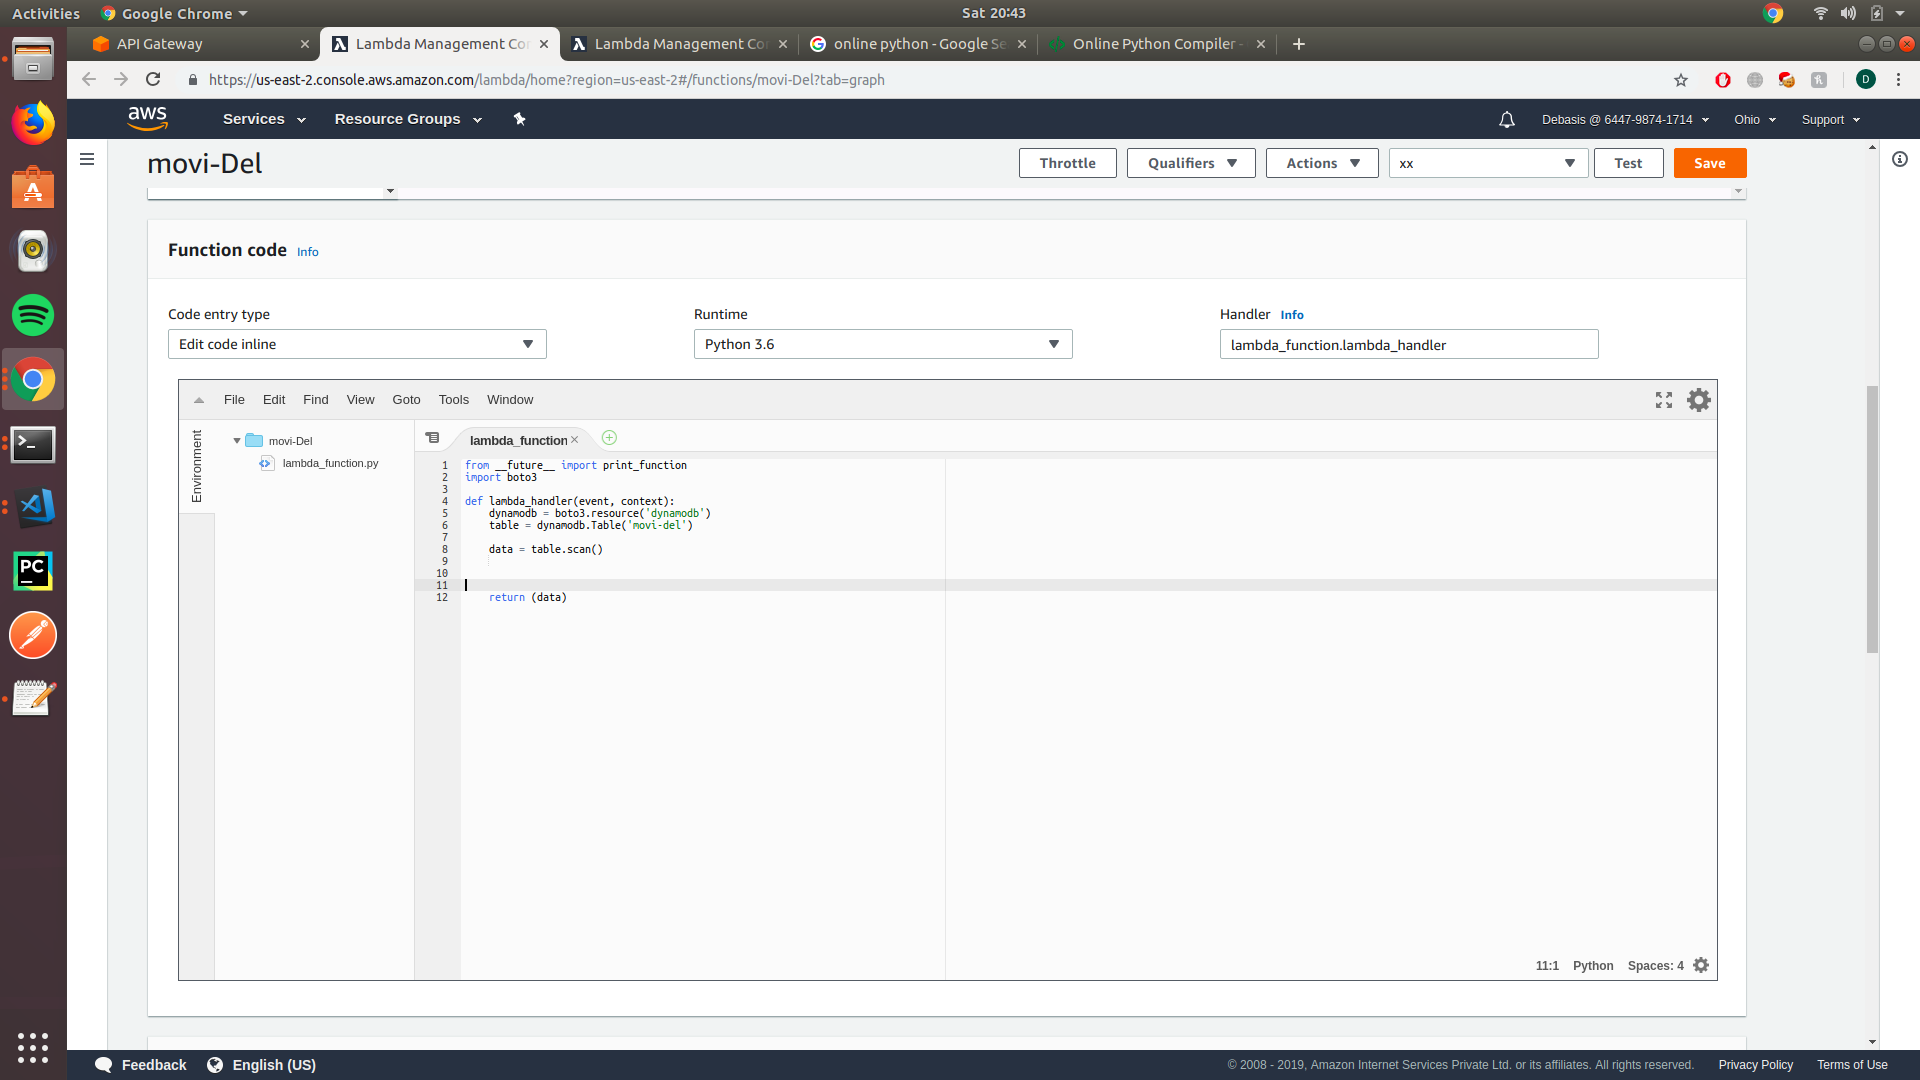 Activities
Google Chrome
Sat 20:43
API Gateway
Lambda Management Co
Lambda Management Co
online python - Google Se
Online Python Compiler -
https://us-east-2.console.aws.amazon.com/lambda/home?region=us-east-2#/functions/movi-Del?tab=graph
D
aws
Services
Resource Groups
Debasis @ 6447-9874-1714
Ohio
Support
movi-Del
Throttle
Qualifiers
Actions
xx
Test
Save
Function code
Info
Code entry type
Runtime
Handler Info
Edit code inline
Python 3.6
lambda_function.lambda_handler
File
Edit
Find
View
Goto
Tools
Window
Environment
movi-Del
lambda_function.py
lambda_function
1 from __future__ import print_function
2 import boto3
3
4 def lambda_handler(event, context):
5 dynamodb = boto3.resource('dynamodb')
6 table = dynamodb.Table('movi-del')
7
8 data = table.scan()
9
10
11
12 return (data)
11:1
Python
Spaces: 4
PC
Feedback
English (US)
© 2008 - 2019, Amazon Internet Services Private Ltd. or its affiliates. All rights reserved.
Privacy Policy
Terms of Use